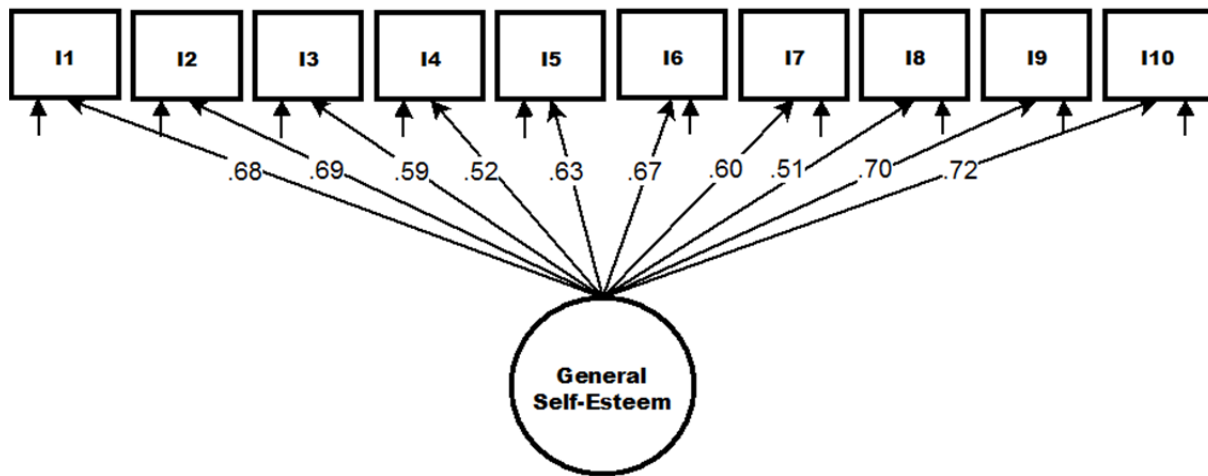 I1 I2 I3 I4 I5 I6 I7 I8 I9 I10
.68 .69 .59 .52 .63 .67 .60 .51 .70 .72
General
Self-Esteem